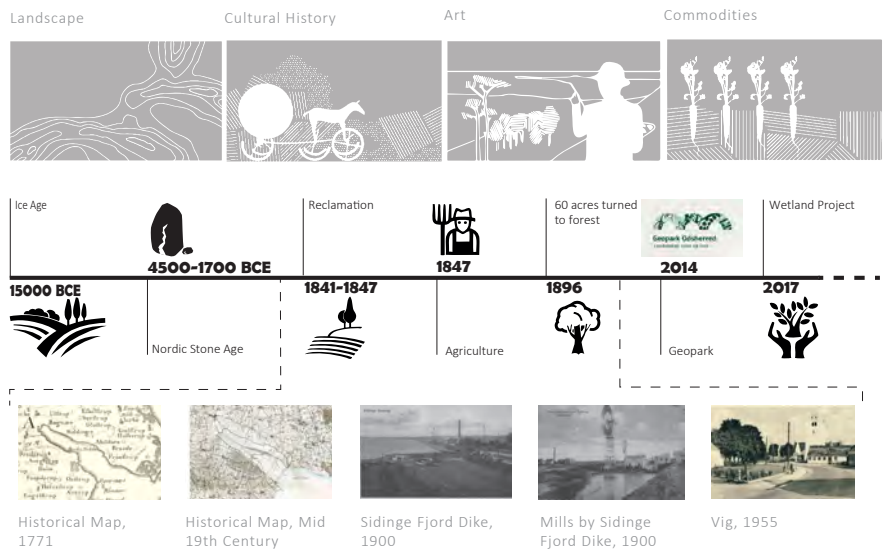 Landscape
Cultural History
Art
Commodities
Ice Age
Reclamation
60 acres turned
to forest
Geopark Odsherred
Wetland Project
4500-1700 BCE
1847
2014
15000 BCE
1841-1847
1896
2017
Nordic Stone Age
Agriculture
Geopark
Historical Map,
1771
Historical Map, Mid
19th Century
Sidinge Fjord Dike,
1900
Mills by Sidinge
Fjord Dike, 1900
Vig, 1955